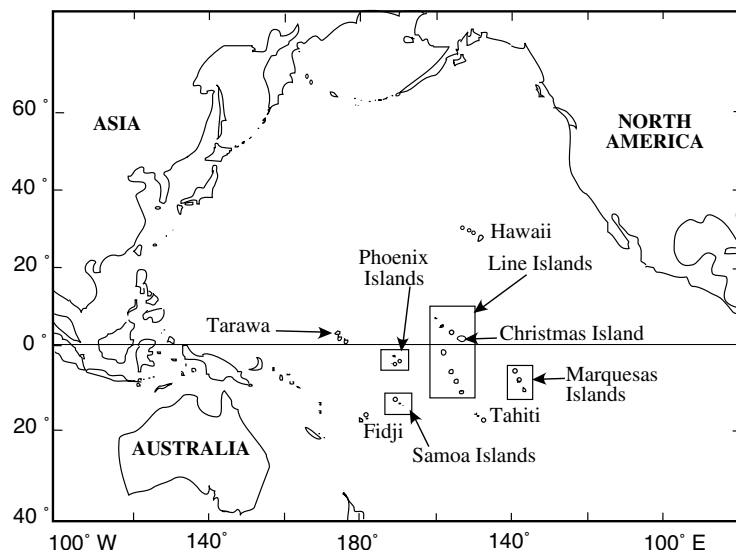 60°
ASIA
NORTH
AMERICA
40°
Hawaii
Phoenix
Islands
Line Islands
20°
Tarawa
Christmas Island
0°
Marquesas
Islands
Tahiti
Fidji
20°
AUSTRALIA
Samoa Islands
40°
100° W
140°
180°
140°
100° E